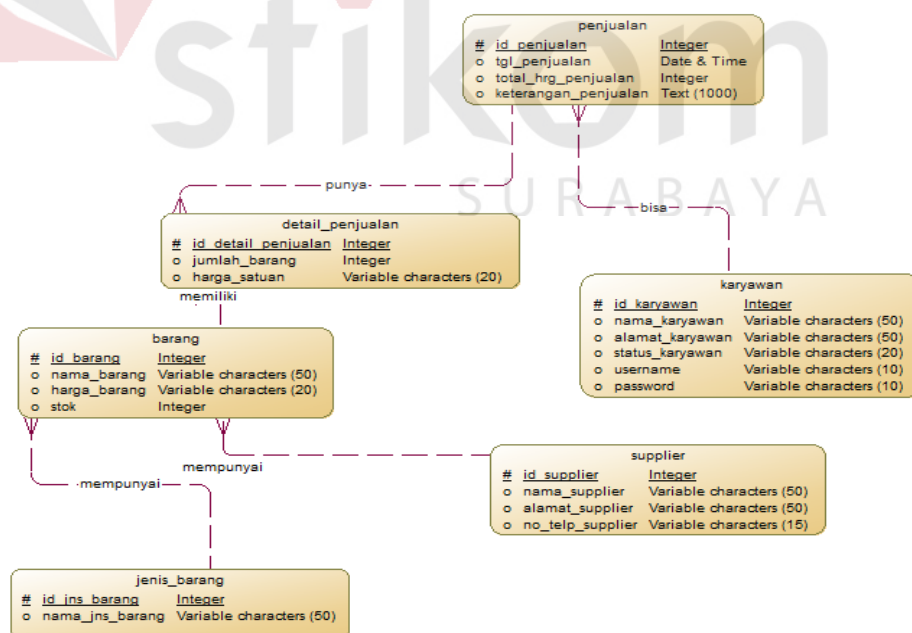 stikom
SURABAYA
penjualan
# id_penjualan Integer
o tgl_penjualan Date & Time
o total_hrg_penjualan Integer
o keterangan_penjualan Text (1000)
punya
bisa
detail_penjualan
# id_detail_penjualan Integer
o jumlah_barang Integer
o harga_satuan Variable characters (20)
memiliki
karyawan
# id_karyawan Integer
o nama_karyawan Variable characters (50)
o alamat_karyawan Variable characters (50)
o status_karyawan Variable characters (20)
o username Variable characters (10)
o password Variable characters (10)
barang
# id_barang Integer
o nama_barang Variable characters (50)
o harga_barang Variable characters (20)
o stok Integer
mempunyai
mempunyai
supplier
# id_supplier Integer
o nama_supplier Variable characters (50)
o alamat_supplier Variable characters (50)
o no_telp_supplier Variable characters (15)
jenis_barang
# id_jns_barang Integer
o nama_jns_barang Variable characters (50)